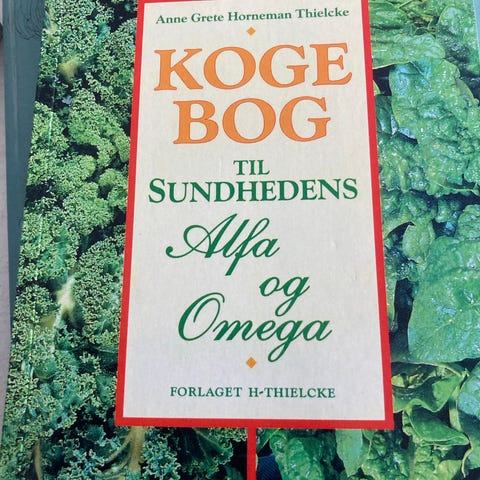 Anne Grete Horneman Thielcke
KOGE
BOG
TIL
SUNDHEDENS
Alfa
og
Omega
FORLAGET H-THIELCKE